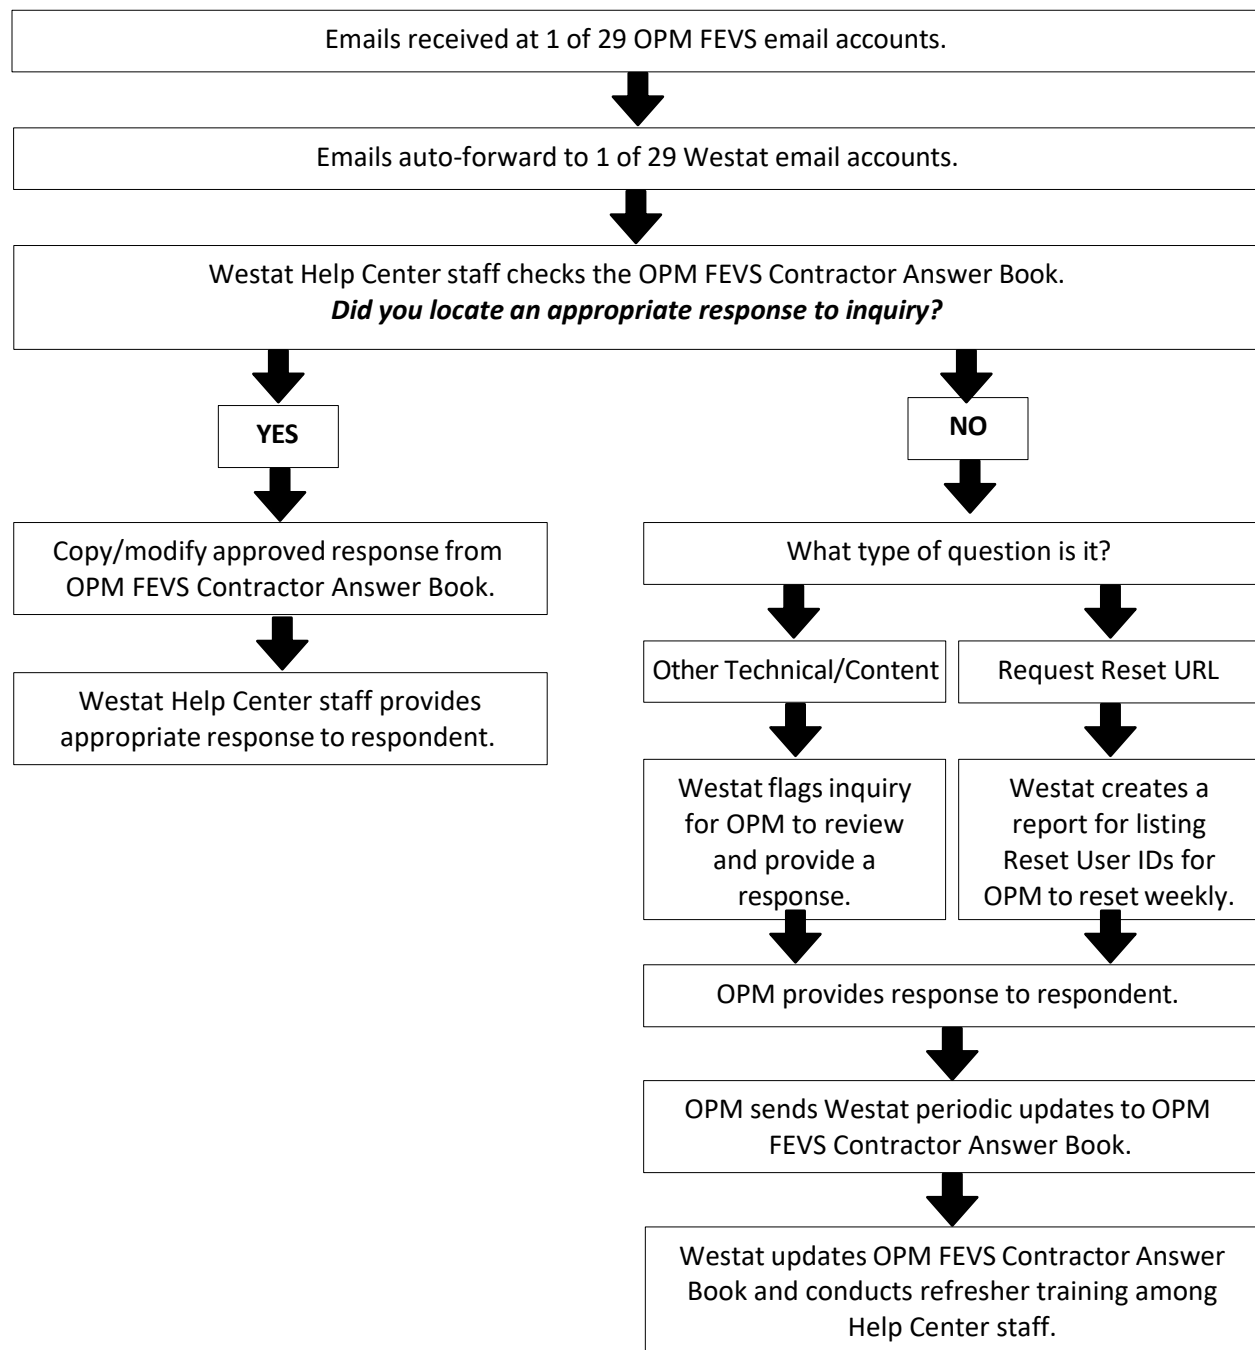 Emails received at 1 of 29 OPM FEVS email accounts.
Emails auto-forward to 1 of 29 Westat email accounts.
Westat Help Center staff checks the OPM FEVS Contractor Answer Book.
Did you locate an appropriate response to inquiry?
YES
NO
Copy/modify approved response from
OPM FEVS Contractor Answer Book.
Westat Help Center staff provides
appropriate response to respondent.
What type of question is it?
Other Technical/Content
Request Reset URL
Westat flags inquiry
for OPM to review
and provide a
response.
Westat creates a
report for listing
Reset User IDs for
OPM to reset weekly.
OPM provides response to respondent.
OPM sends Westat periodic updates to OPM
FEVS Contractor Answer Book.
Westat updates OPM FEVS Contractor Answer
Book and conducts refresher training among
Help Center staff.